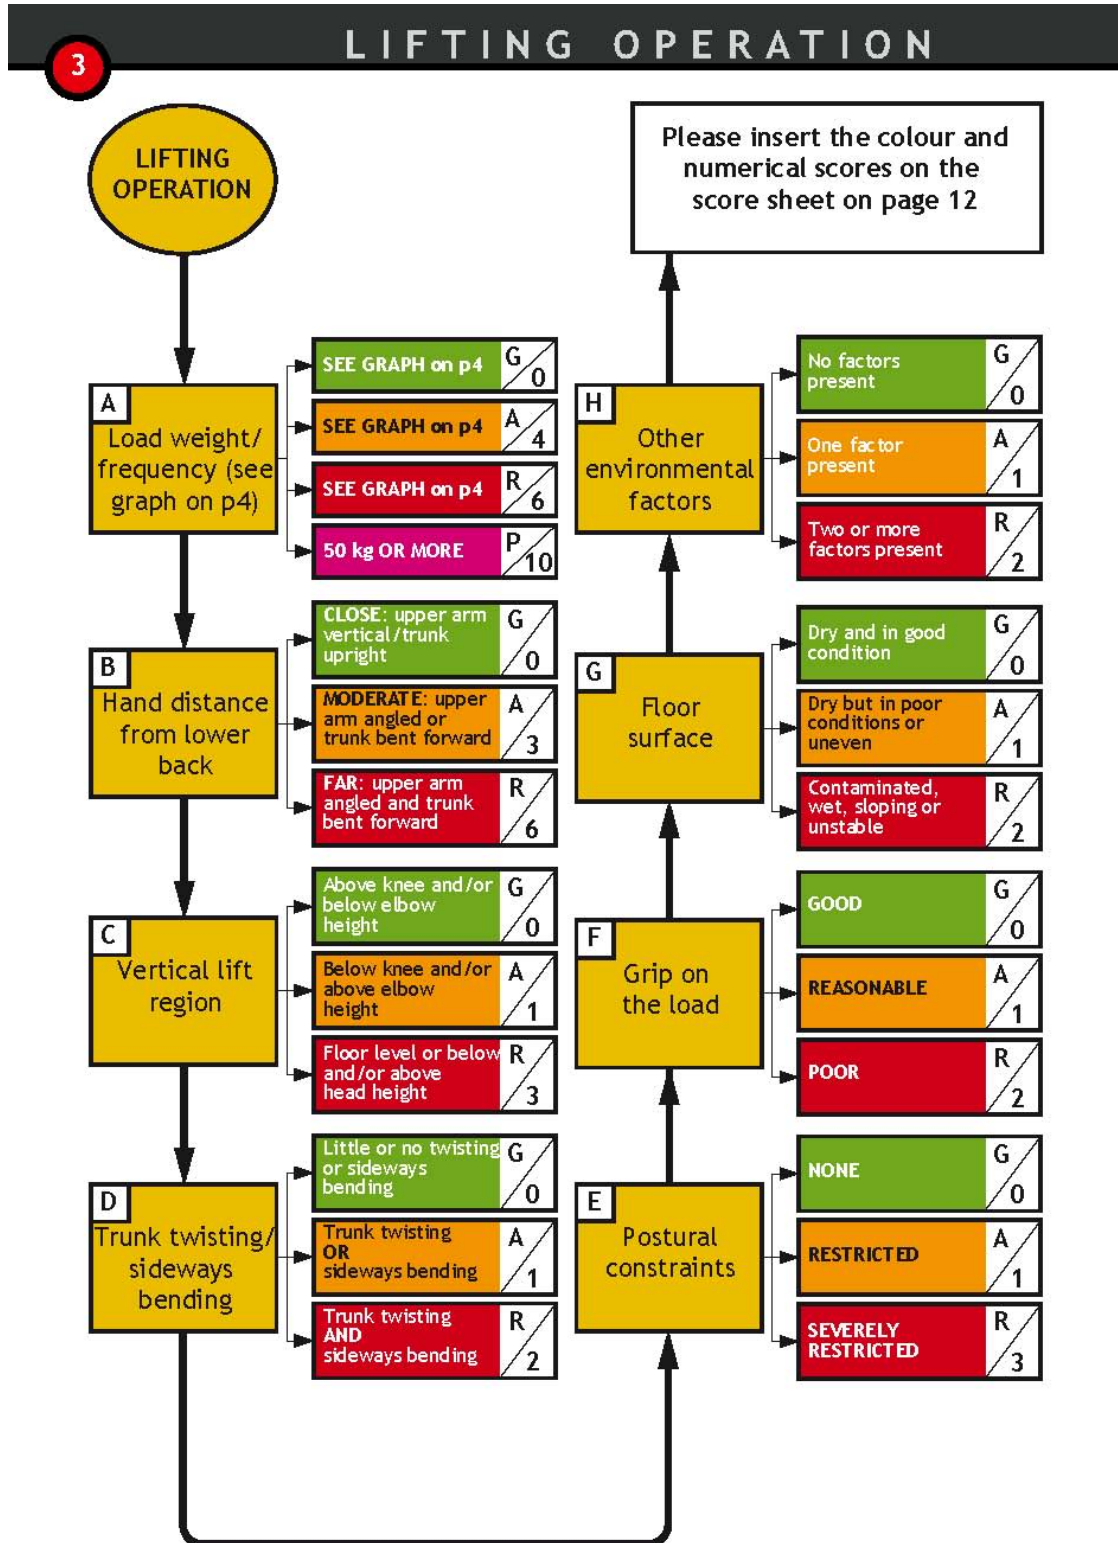 LIFTING OPERATION
3
LIFTING
OPERATION
A
Load weight/
frequency (see
graph on p4)
SEE GRAPH on p4
G
0
SEE GRAPH on p4
A
4
SEE GRAPH on p4
R
6
50 kg OR MORE
P
10
B
Hand distance
from lower
back
CLOSE: upper arm
vertical/trunk
upright
G
0
MODERATE: upper
arm angled or
trunk bent forward
A
3
FAR: upper arm
angled and trunk
bent forward
R
6
C
Vertical lift
region
Above knee and/or
below elbow
height
G
0
Below knee and/or
above elbow
height
A
1
Floor level or below
and/or above
head height
R
3
D
Trunk twisting/
sideways
bending
Little or no twisting
or sideways
bending
G
0
Trunk twisting
OR
sideways bending
A
1
Trunk twisting
AND
sideways bending
R
2
E
Postural
constraints
NONE
G
0
RESTRICTED
A
1
SEVERELY
RESTRICTED
R
3
F
Grip on
the load
GOOD
G
0
REASONABLE
A
1
POOR
R
2
G
Floor
surface
Dry and in good
condition
G
0
Dry but in poor
conditions or
uneven
A
1
Contaminated,
wet, sloping or
unstable
R
2
H
Other
environmental
factors
No factors
present
G
0
One factor
present
A
1
Two or more
factors present
R
2
Please insert the colour and
numerical scores on the
score sheet on page 12